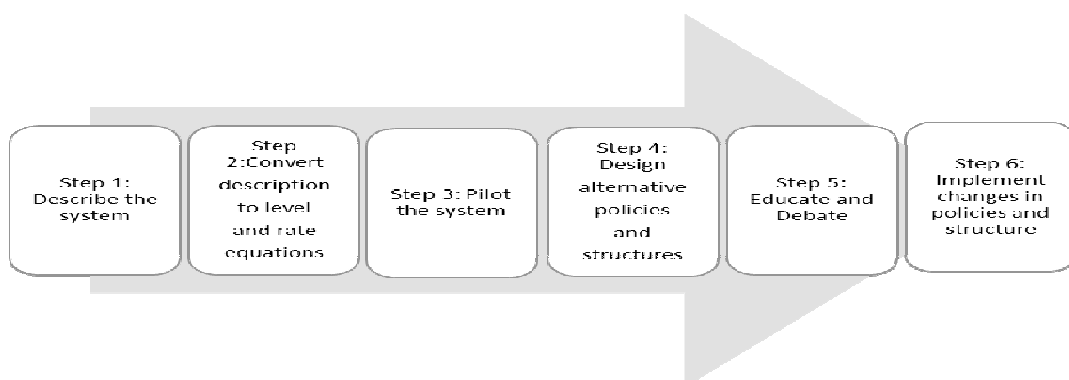 Step 1:
Describe the
system
Step
2:Convert
description
to level
and rate
equations
Step 3: Pilot
the system
Step 4:
Design
alternative
policies
and
structures
Step 5:
Educate and
Debate
Step 6:
Implement
changes in
policies and
structure